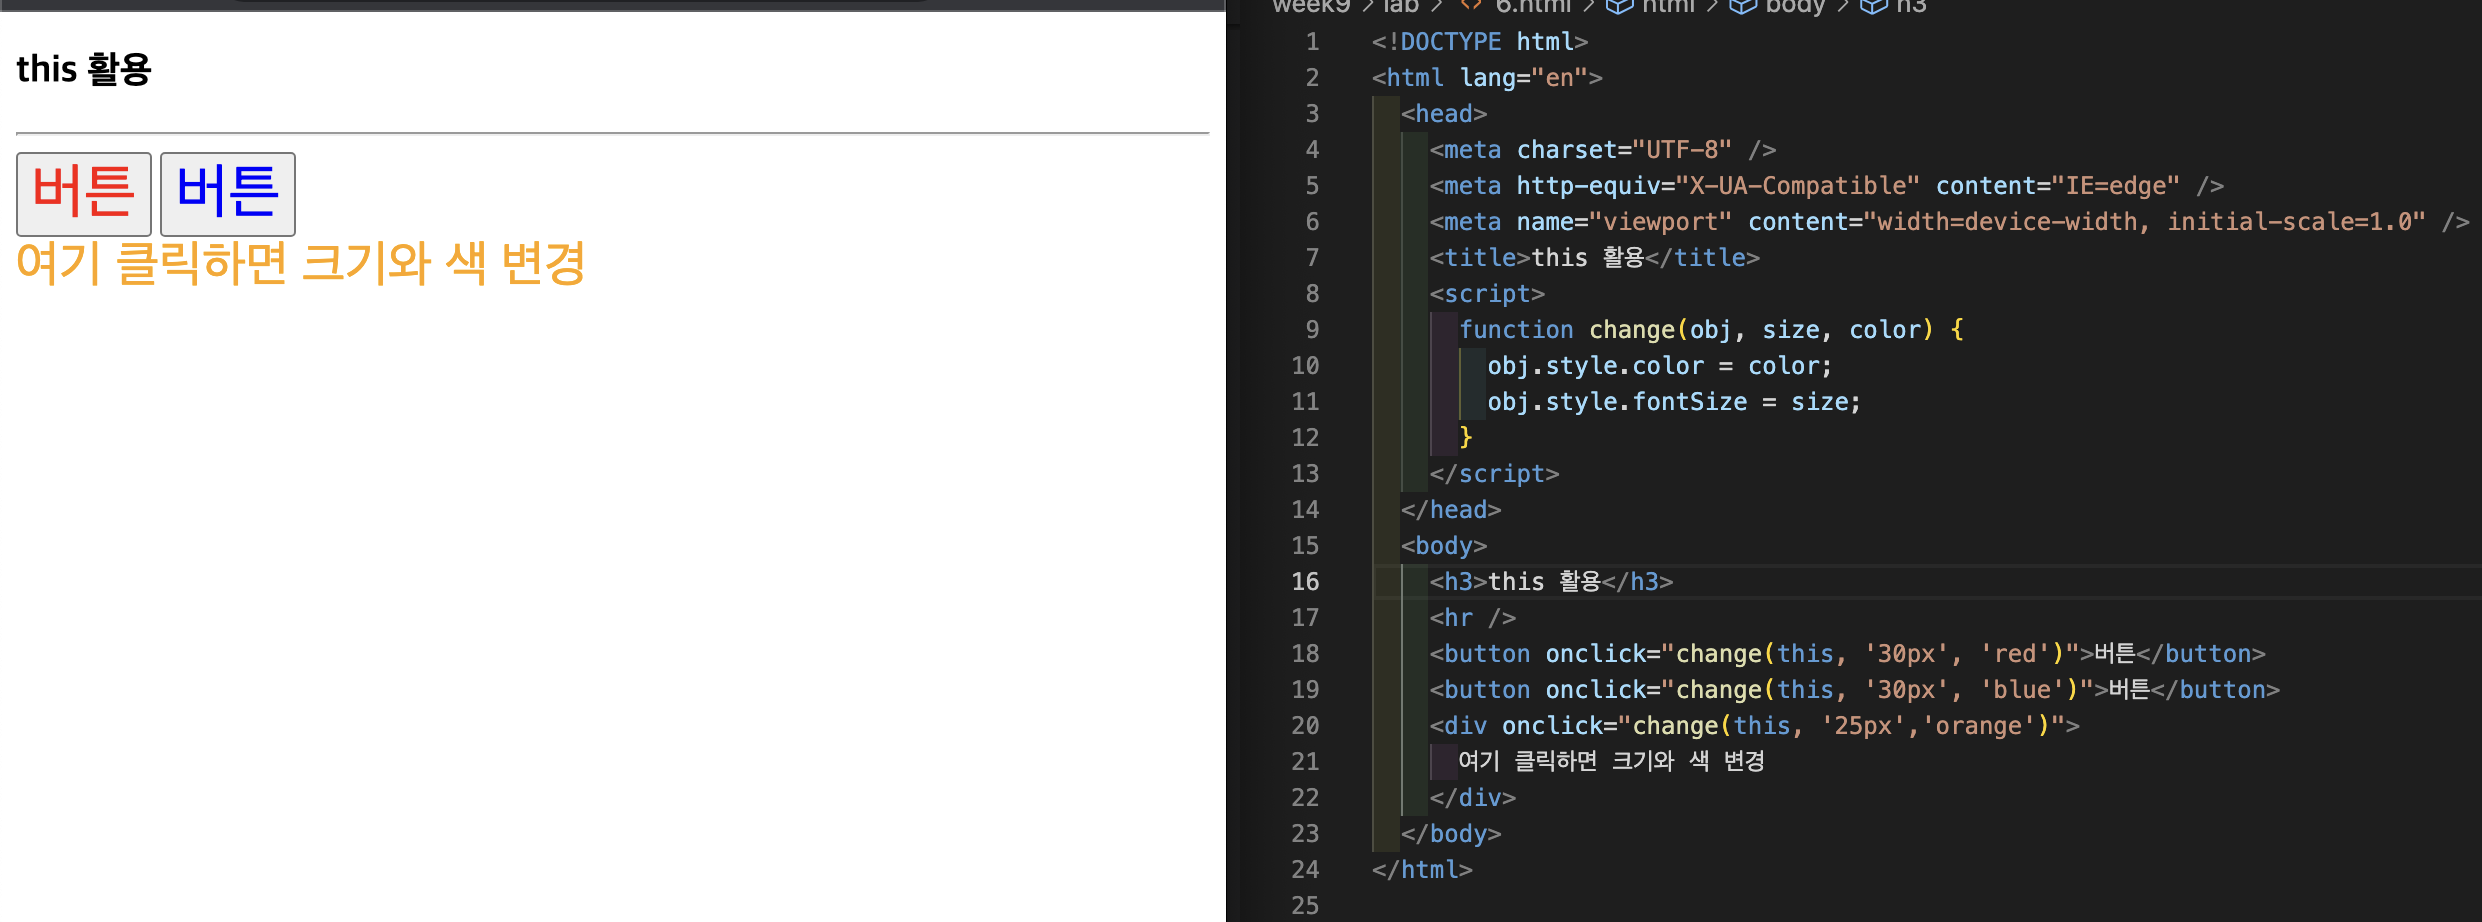 this 활용
버튼 버튼
여기 클릭하면 크기와 색 변경
week9 > lab > <> 6.html > html > body > h3
1 <!DOCTYPE html>
2 <html lang="en">
3 <head>
4 <meta charset="UTF-8" />
5 <meta http-equiv="X-UA-Compatible" content="IE=edge" />
6 <meta name="viewport" content="width=device-width, initial-scale=1.0" />
7 <title>this 활용</title>
8 <script>
9 function change(obj, size, color) {
10 obj.style.color = color;
11 obj.style.fontSize = size;
12 }
13 </script>
14 </head>
15 <body>
16 <h3>this 활용</h3>
17 <hr />
18 <button onclick="change(this, '30px', 'red')">버튼</button>
19 <button onclick="change(this, '30px', 'blue')">버튼</button>
20 <div onclick="change(this, '25px','orange')">
21 여기 클릭하면 크기와 색 변경
22 </div>
23 </body>
24 </html>
25